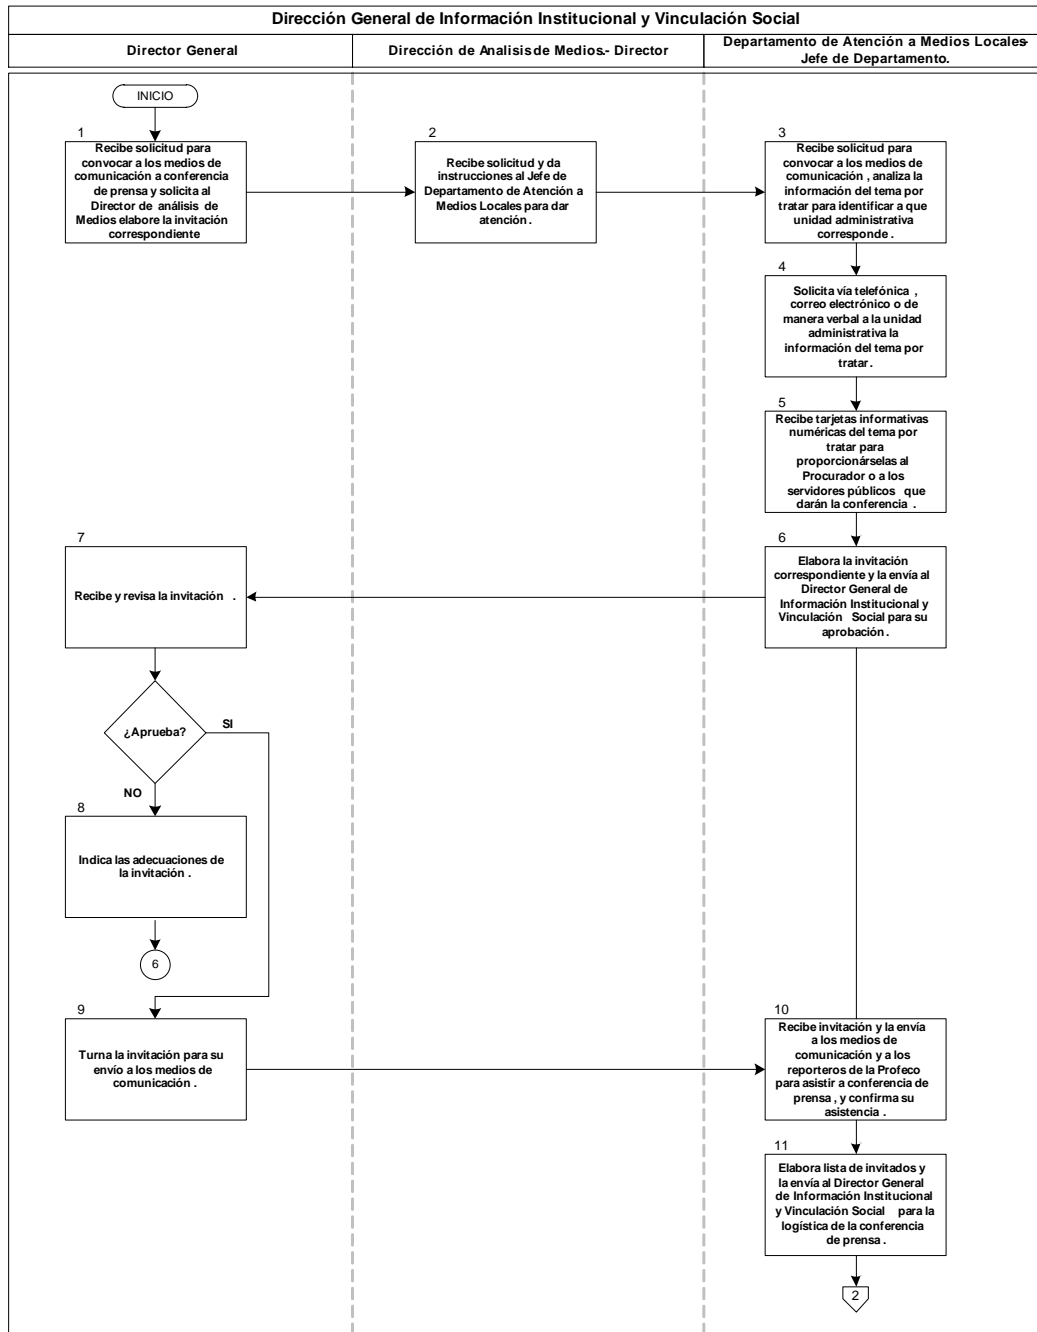 Dirección General de Información Institucional y Vinculación Social
Director General
Dirección de Analisis de Medios.- Director
Departamento de Atención a Medios Locales-
Jefe de Departamento.
INICIO
1
Recibe solicitud para
convocar a los medios de
comunicación a conferencia
de prensa y solicita al
Director de análisis de
Medios elabore la invitación
correspondiente
2
Recibe solicitud y da
instrucciones al Jefe de
Departamento de Atención a
Medios Locales para dar
atención .
3
Recibe solicitud para
convocar a los medios de
comunicación , analiza la
información del tema por
tratar para identificar a que
unidad administrativa
corresponde .
4
Solicita vía telefónica ,
correo electrónico o de
manera verbal a la unidad
administrativa la
información del tema por
tratar .
5
Recibe tarjetas informativas
numéricas del tema por
tratar para
proporcionárselas al
Procurador o a los
servidores públicos que
darán la conferencia .
6
Elabora la invitación
correspondiente y la envía al
Director General de
Información Institucional y
Vinculación Social para su
aprobación .
7
Recibe y revisa la invitación .
¿Aprueba?
SI
NO
8
Indica las adecuaciones de
la invitación .
6
9
Turna la invitación para su
envío a los medios de
comunicación .
10
Recibe invitación y la envía
a los medios de
comunicación y a los
reporteros de la Profeco
para asistir a conferencia de
prensa , y confirma su
asistencia .
11
Elabora lista de invitados y
la envía al Director General
de Información Institucional
y Vinculación Social para la
logística de la conferencia
de prensa .
2